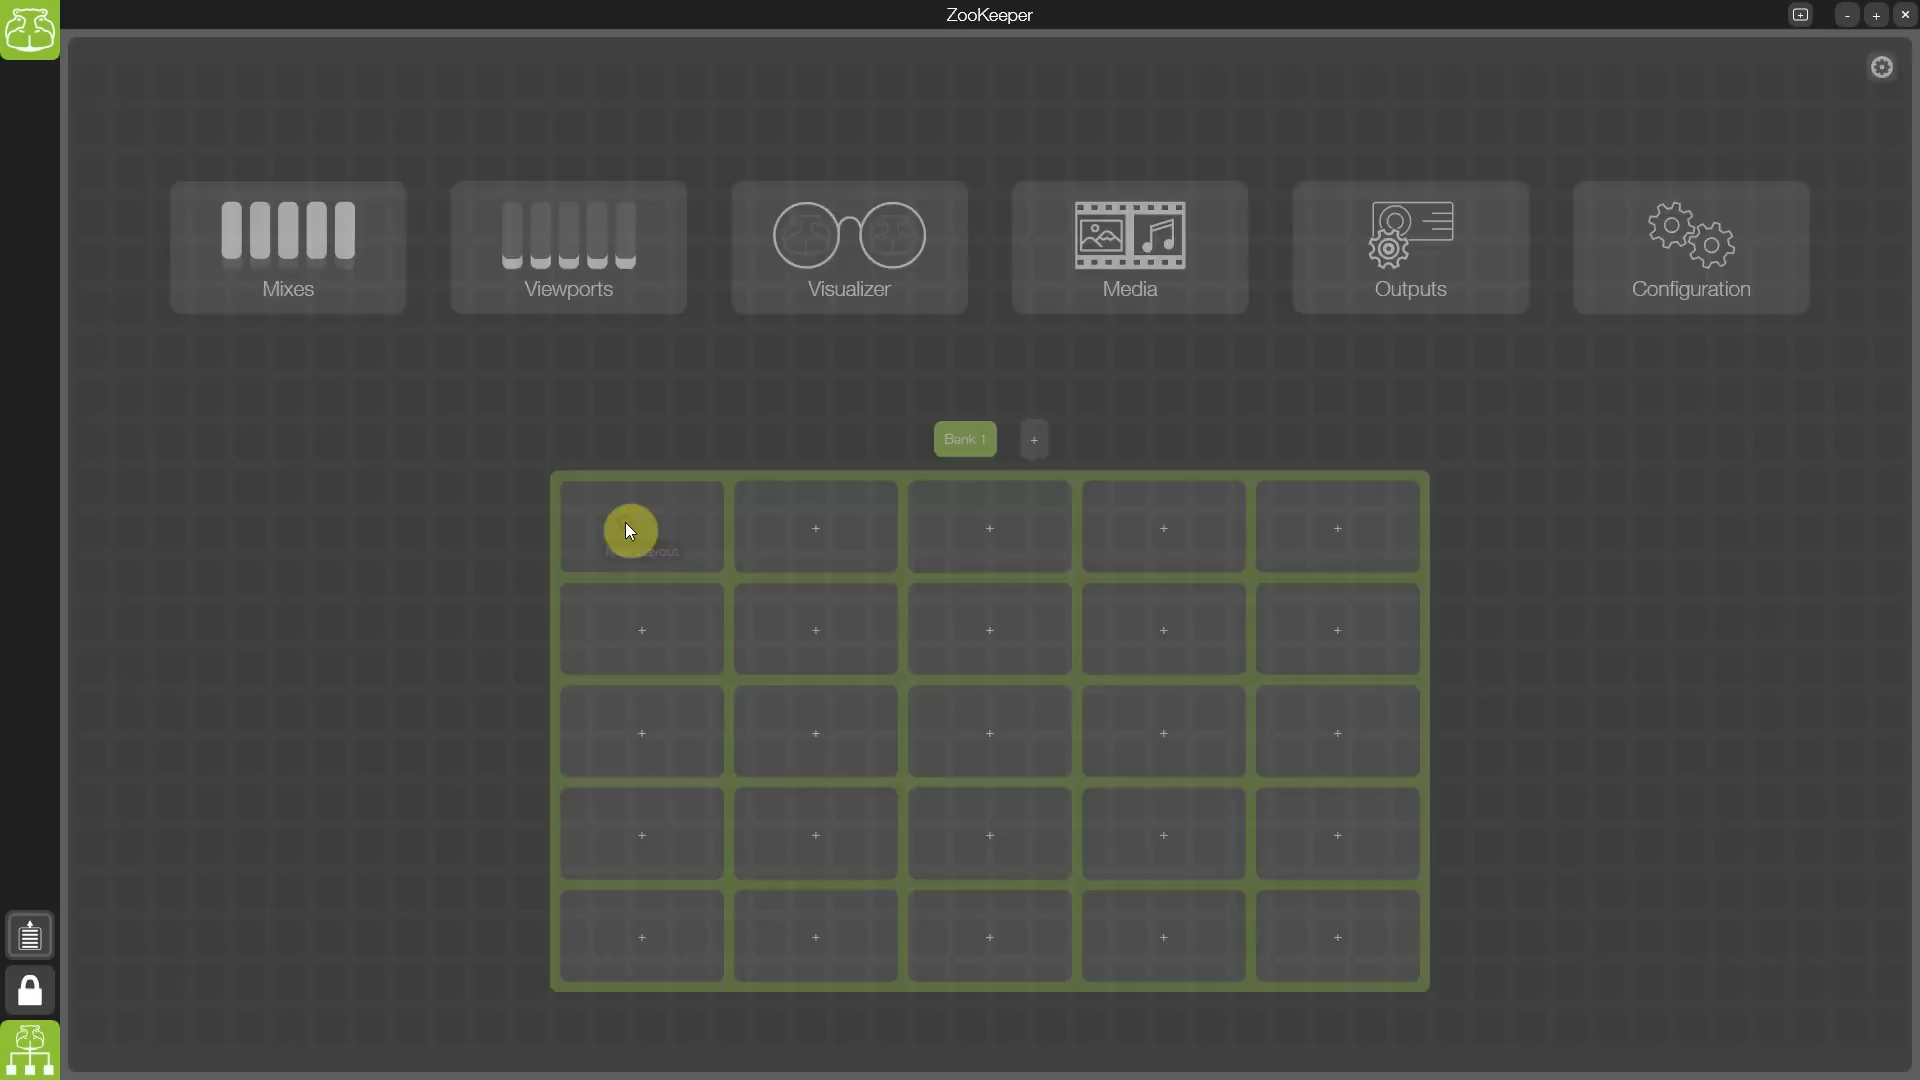 ZooKeeper
- + ×
Mixes Viewports Visualizer Media Outputs Configuration
Bank 1 +
+ + + +
+ + + + +
+ + + + +
+ + + + +
+ + + + +